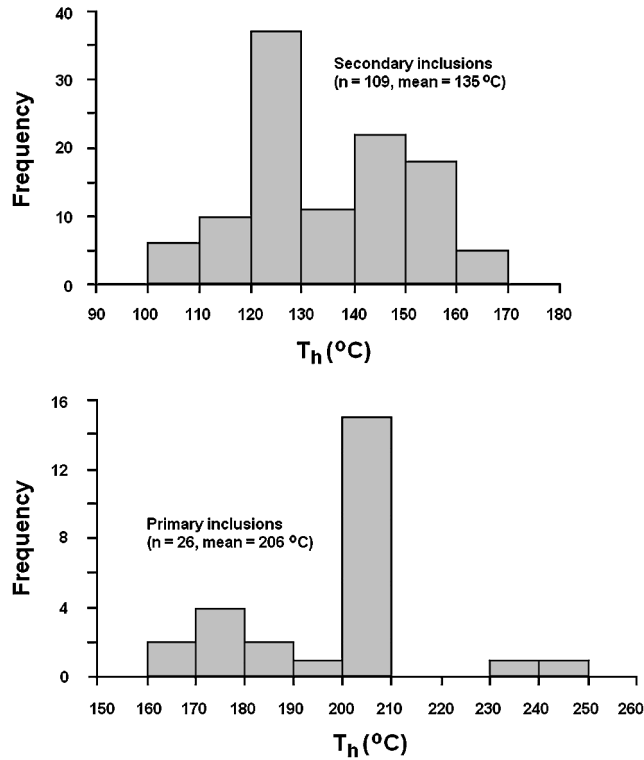 40
30
20
10
0
Frequency
Secondary inclusions
(n = 109, mean = 135 ºC)
90 100 110 120 130 140 150 160 170 180
Th (ºC)
16
12
8
4
0
Frequency
Primary inclusions
(n = 26, mean = 206 ºC)
150 160 170 180 190 200 210 220 230 240 250 260
Th (ºC)